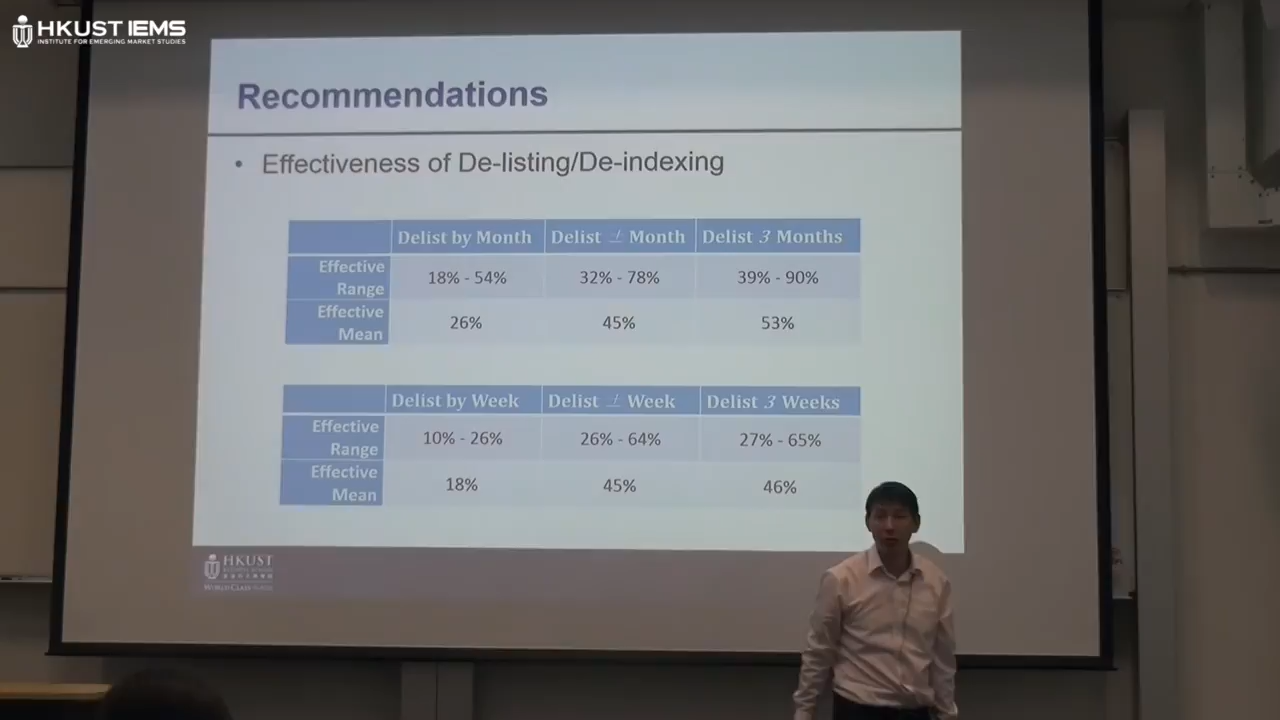 HKUST IEMS
INSTITUTE FOR EMERGING MARKET STUDIES
Recommendations
• Effectiveness of De-listing/De-indexing
Delist by Month Delist 1 Month Delist 3 Months
Effective Range 18% - 54% 32% - 78% 39% - 90%
Effective Mean 26% 45% 53%
Delist by Week Delist 1 Week Delist 3 Weeks
Effective Range 10% - 26% 26% - 64% 27% - 65%
Effective Mean 18% 45% 46%
HKUST
WORLD CLASS